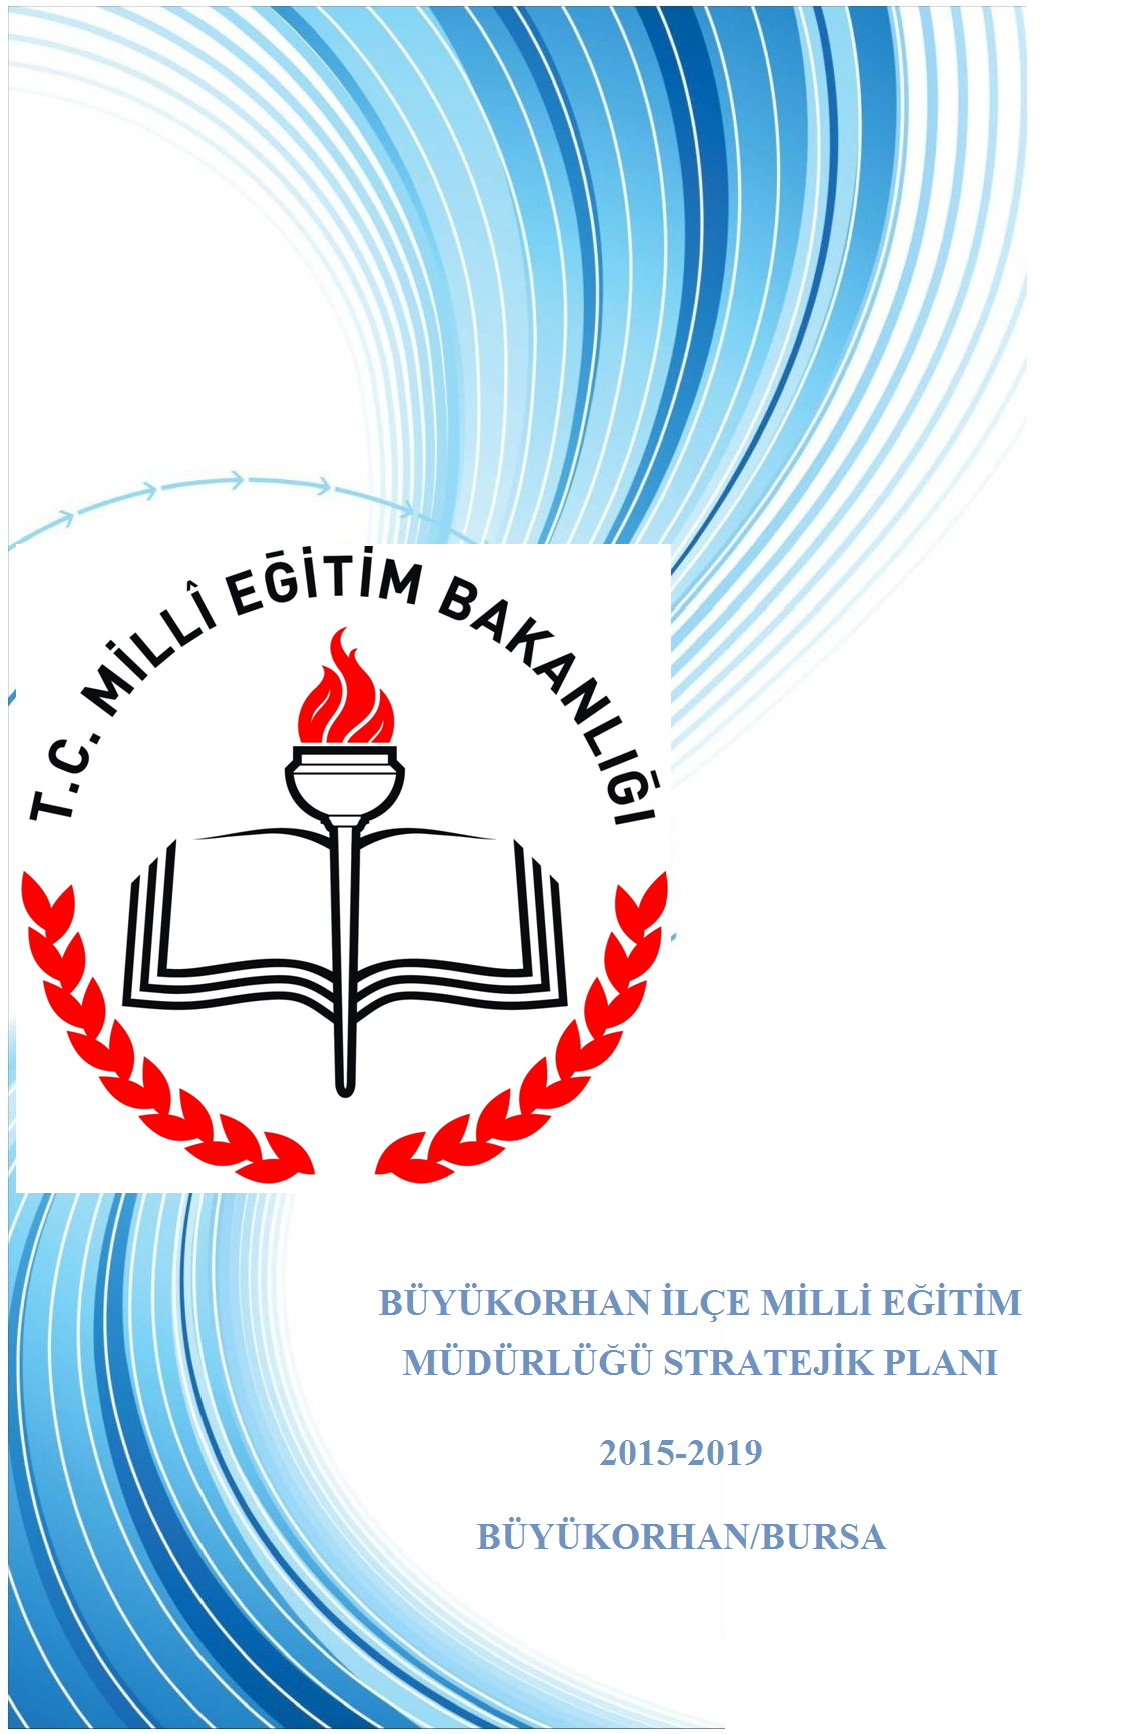 T.C. MİLLÎ EĞİTİM BAKANLIĞI
BÜYÜKORHAN İLÇE MİLLİ EĞİTİM
MÜDÜRLÜĞÜ STRATEJİK PLANI
2015-2019
BÜYÜKORHAN/BURSA